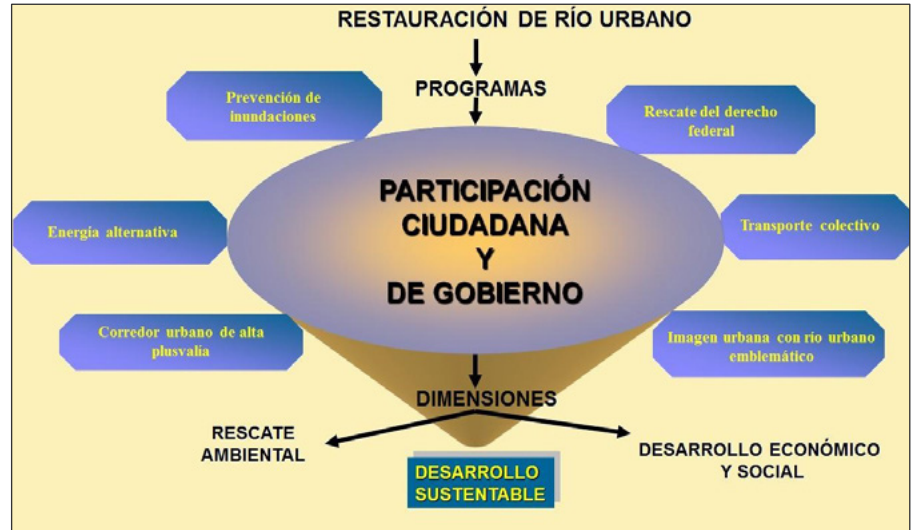 RESTAURACIÓN DE RÍO URBANO
PROGRAMAS
Prevención de
inundaciones
Rescate del derecho
federal
Energía alternativa
Transporte colectivo
Corredor urbano de alta
plusvalía
Imagen urbana con río urbano
emblemático
PARTICIPACIÓN
CIUDADANA
Y
DE GOBIERNO
DIMENSIONES
RESCATE
AMBIENTAL
DESARROLLO ECONÓMICO
Y SOCIAL
DESARROLLO
SUSTENTABLE